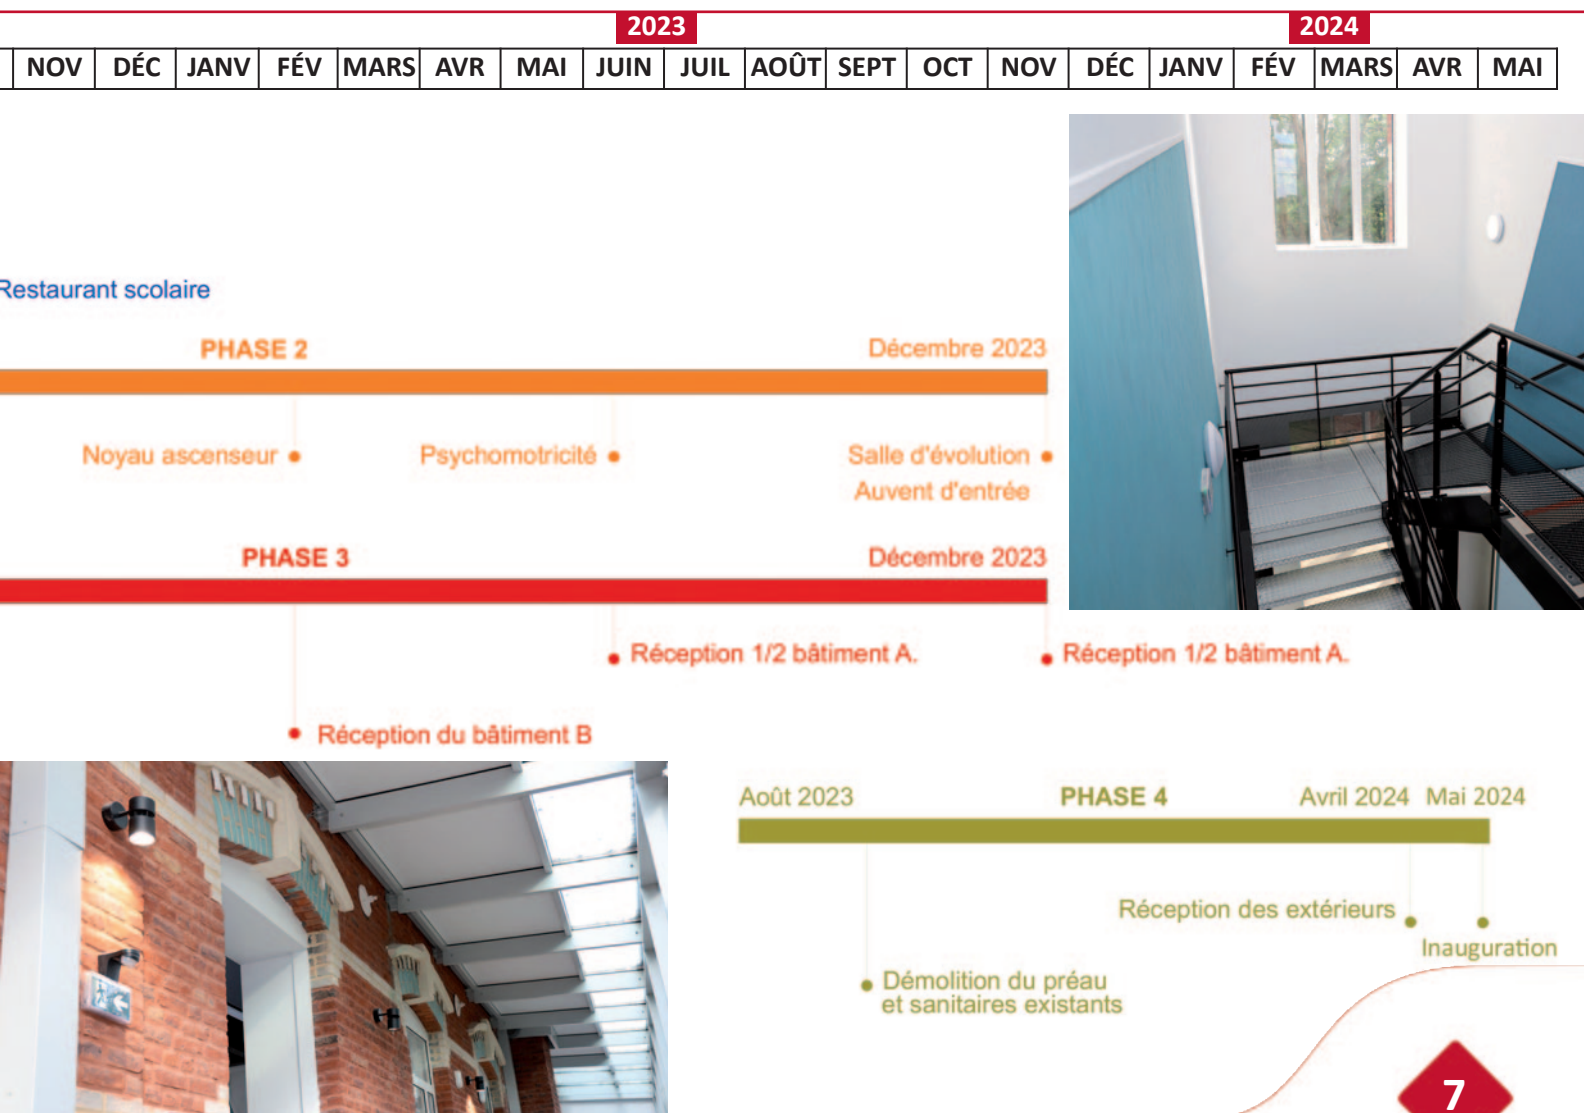 2023
2024
NOV DÉC JANV FÉV MARS AVR MAI JUIN JUIL AOÛT SEPT OCT NOV DÉC JANV FÉV MARS AVR MAI
Restaurant scolaire
PHASE 2
Décembre 2023
Noyau ascenseur
Psychomotricité
Salle d'évolution
Auvent d'entrée
PHASE 3
Décembre 2023
Réception 1/2 bâtiment A.
Réception 1/2 bâtiment A.
Réception du bâtiment B
Août 2023
PHASE 4
Avril 2024
Mai 2024
Réception des extérieurs
Inauguration
Démolition du préau
et sanitaires existants
7